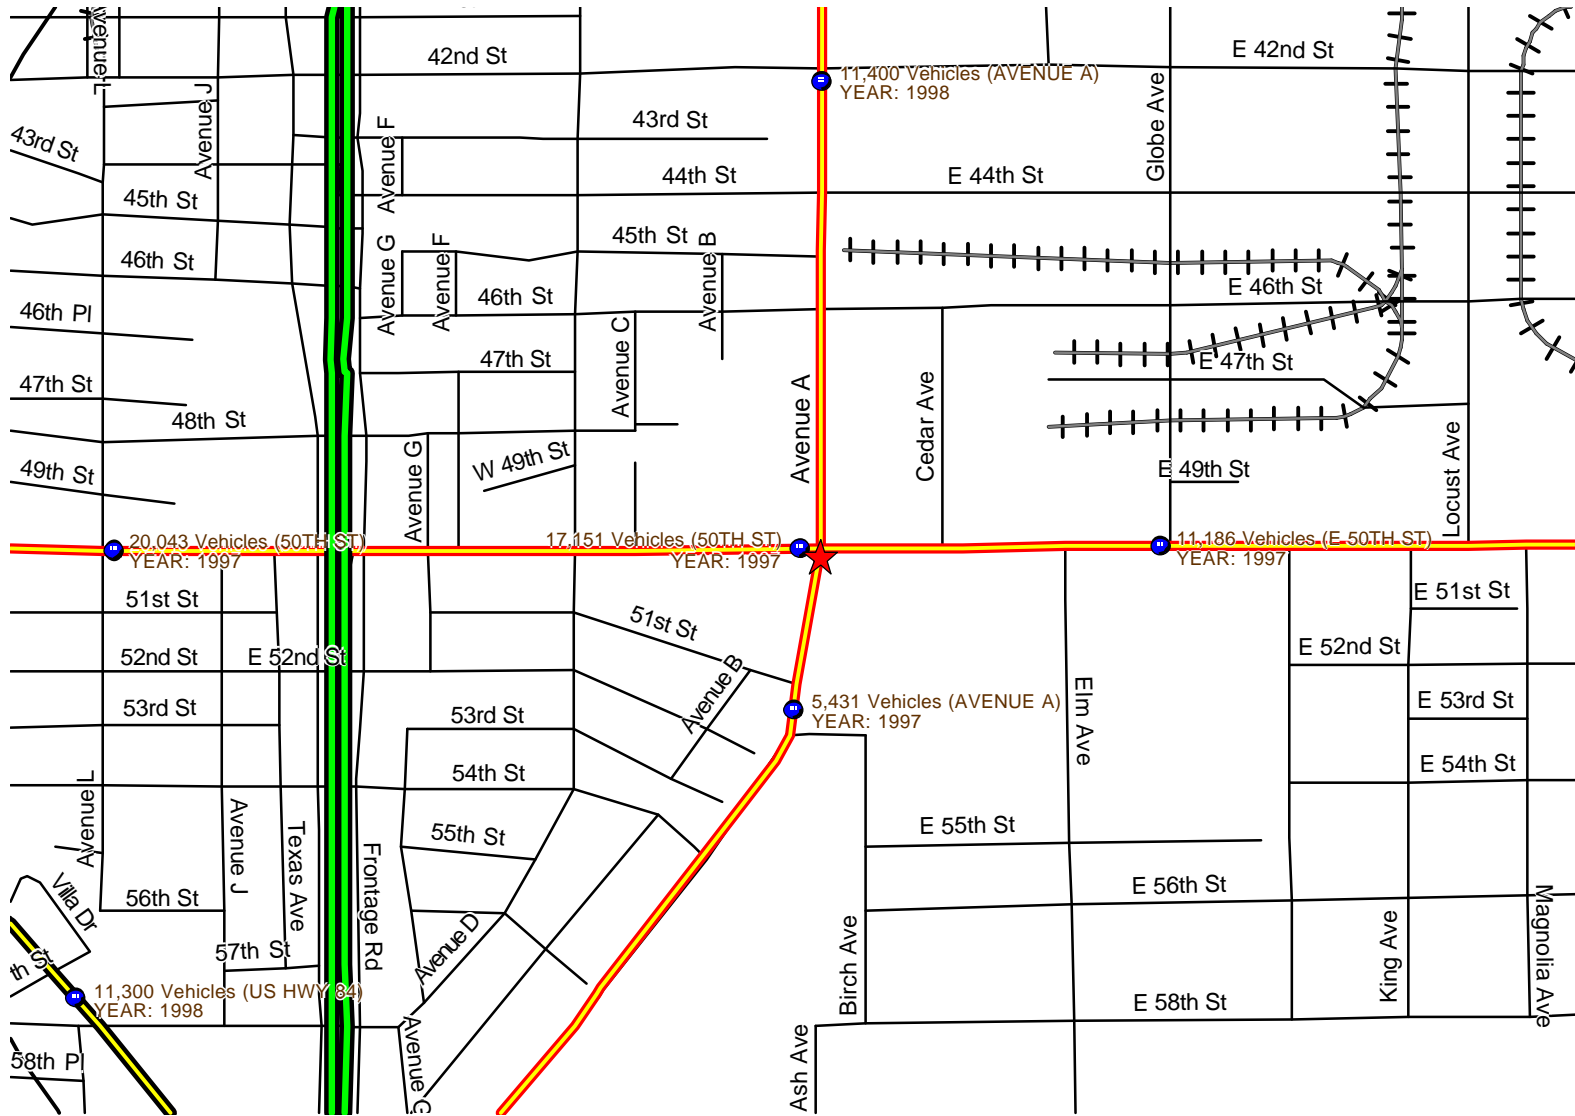 Avenue L
42nd St
E 42nd St
11,400 Vehicles (AVENUE A)
YEAR: 1998
43rd St
Avenue J
Avenue F
43rd St
Globe Ave
44th St
E 44th St
45th St
45th St
Avenue B
46th St
Avenue G
Avenue F
46th St
E 46th St
46th Pl
47th St
Avenue C
E 47th St
47th St
48th St
Avenue A
Cedar Ave
49th St
Avenue G
W 49th St
E 49th St
Locust Ave
20,043 Vehicles (50TH ST)
YEAR: 1997
17,151 Vehicles (50TH ST)
YEAR: 1997
11,186 Vehicles (E 50TH ST)
YEAR: 1997
51st St
51st St
E 51st St
52nd St
E 52nd St
E 52nd St
53rd St
53rd St
Avenue B
5,431 Vehicles (AVENUE A)
YEAR: 1997
Elm Ave
E 53rd St
54th St
E 54th St
Avenue L
Avenue J
Texas Ave
Frontage Rd
55th St
E 55th St
Villa Dr
56th St
E 56th St
57th St
Avenue D
Birch Ave
King Ave
Magnolia Ave
th St
11,300 Vehicles (US HWY 84)
YEAR: 1998
E 58th St
58th Pl
Avenue G
Ash Ave